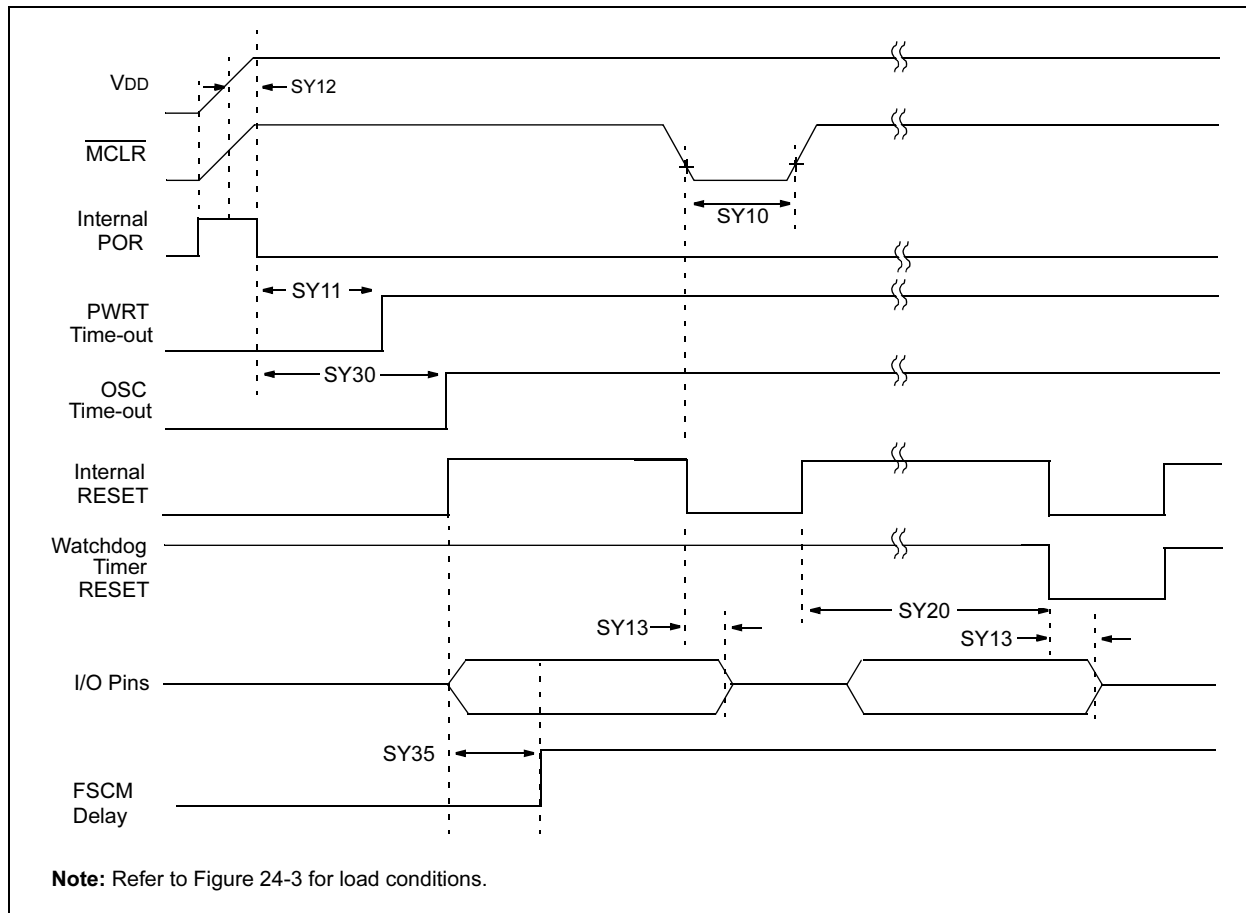 VDD
SY12
MCLR
SY10
Internal
POR
SY11
PWRT
Time-out
SY30
OSC
Time-out
Internal
RESET
Watchdog
Timer
RESET
SY20
SY13
SY13
I/O Pins
SY35
FSCM
Delay
Note: Refer to Figure 24-3 for load conditions.